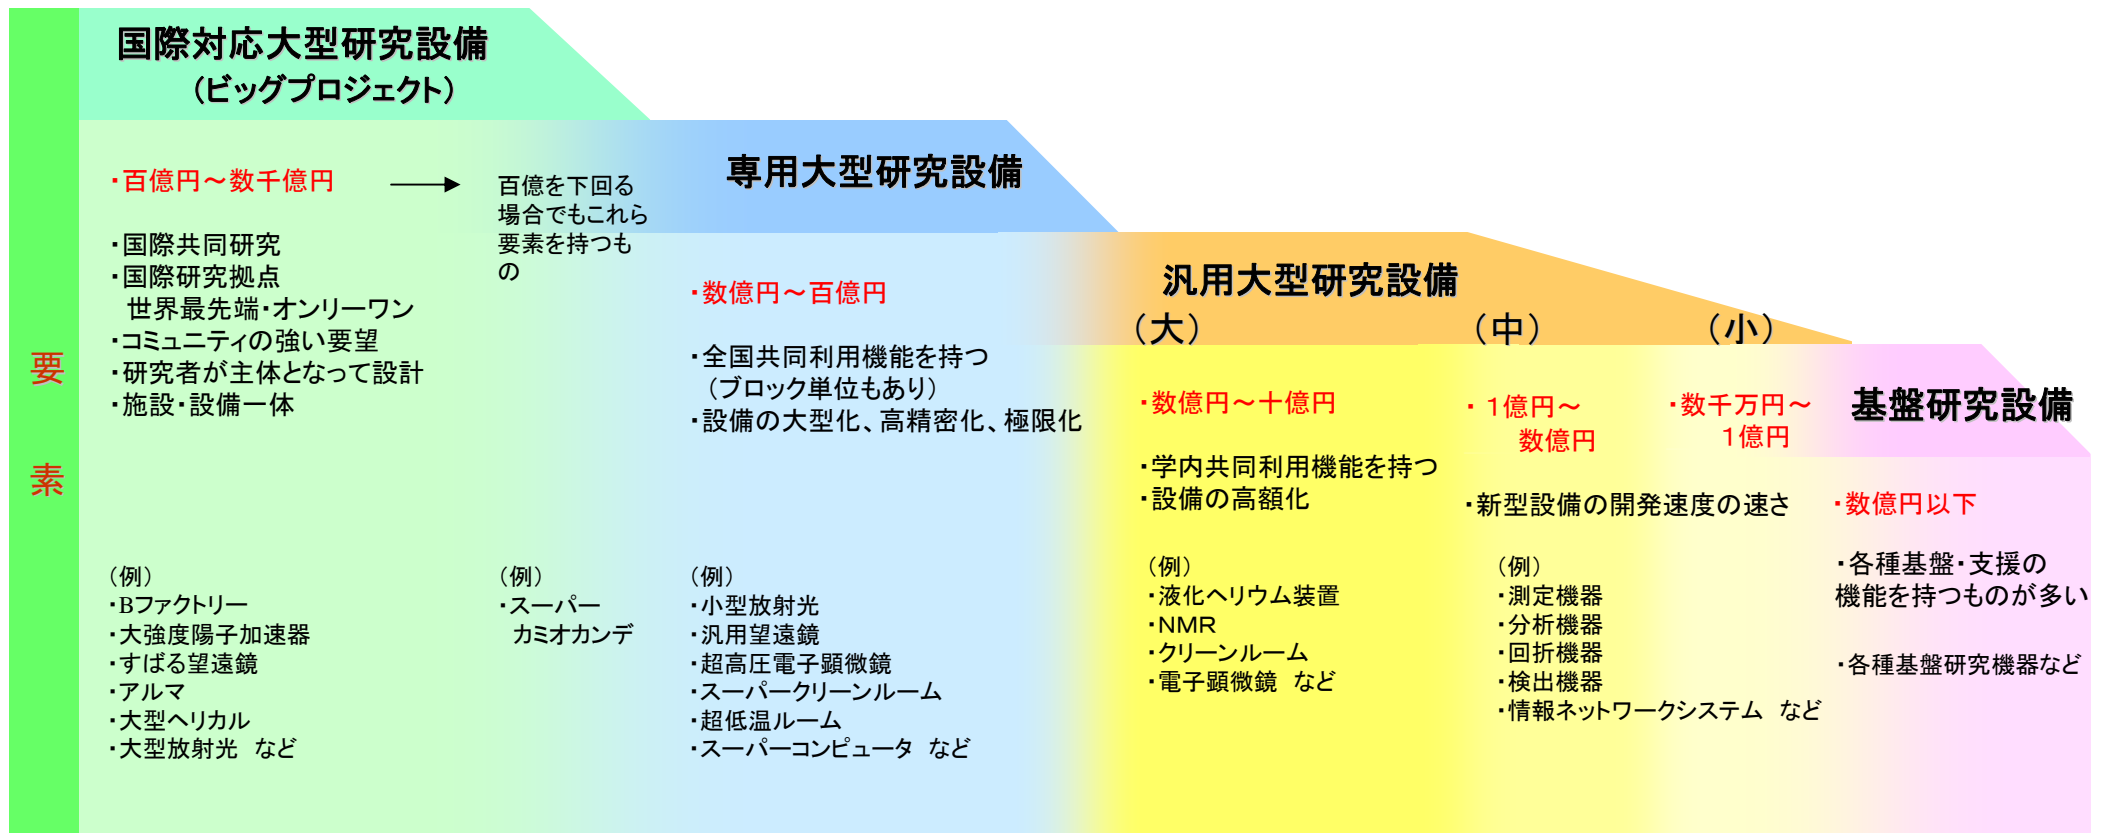 要
素
国際対応大型研究設備
(ビッグプロジェクト)
・百億円～数千億円
・国際共同研究
・国際研究拠点
世界最先端・オンリーワン
・コミュニティの強い要望
・研究者が主体となって設計
・施設・設備一体
(例)
・Bファクトリー
・大強度陽子加速器
・すばる望遠鏡
・アルマ
・大型ヘリカル
・大型放射光　など
百億を下回る
場合でもこれら
要素を持つも
の
(例)
・スーパー
カミオカンデ
専用大型研究設備
・数億円～百億円
・全国共同利用機能を持つ
(ブロック単位もあり)
・設備の大型化、高精密化、極限化
(例)
・小型放射光
・汎用望遠鏡
・超高圧電子顕微鏡
・スーパークリーンルーム
・超低温ルーム
・スーパーコンピュータ　など
汎用大型研究設備
(大)
・数億円～十億円
・学内共同利用機能を持つ
・設備の高額化
(例)
・液化ヘリウム装置
・NMR
・クリーンルーム
・電子顕微鏡　など
(中)
・１億円～
数億円
(小)
・数千万円～
１億円
・新型設備の開発速度の速さ
(例)
・測定機器
・分析機器
・回折機器
・検出機器
・情報ネットワークシステム　など
基盤研究設備
・数億円以下
・各種基盤・支援の
機能を持つものが多い
・各種基盤研究機器など